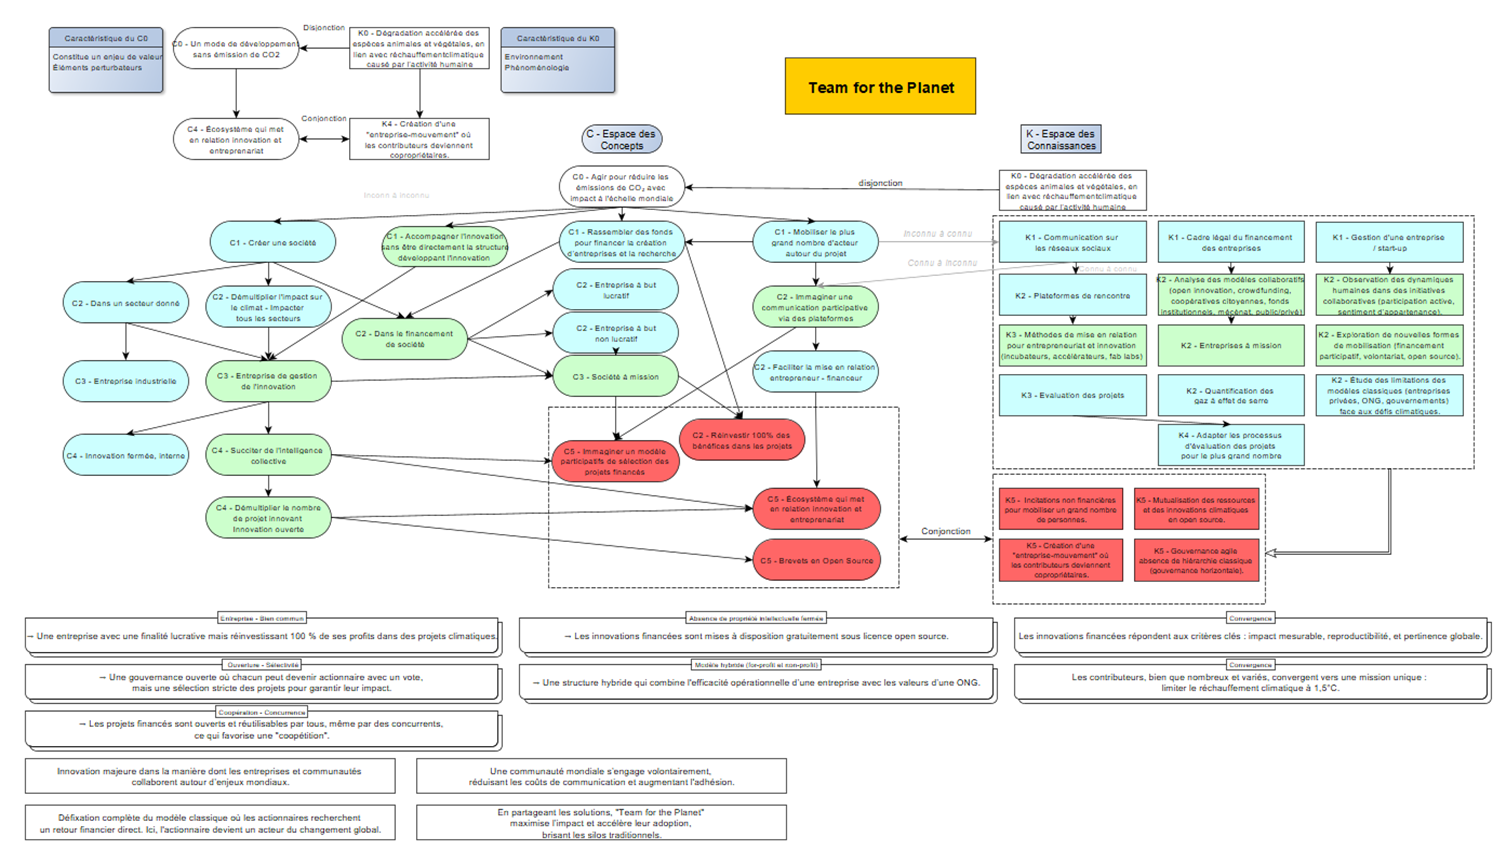 Caractéristique du C0
Constitue un enjeu de valeur
Éléments perturbateurs
C0 - Un mode de développement
sans émission de CO2
Disjonction
K0 - Dégradation accélérée des
espèces animales et végétales, en
lien avec réchauffementclimatique
causé par l'activité humaine
Caractéristique du K0
Environnement
Phénoménologie
Team for the Planet
C4 - Écosystème qui met
en relation innovation et
entreprenariat
Conjonction
K4 - Création d'une
"entreprise-mouvement" où
les contributeurs deviennent
copropriétaires.
C - Espace des
Concepts
K - Espace des
Connaissances
C0 - Agir pour réduire les
émissions de CO₂ avec
impact à l'échelle mondiale
disjonction
K0 - Dégradation accélérée des
espèces animales et végétales, en
lien avec réchauffementclimatique
causé par l'activité humaine
Inconn à inconnu
C1 - Créer une société
C1 - Accompagner l'innovation
sans être directement la structure
développant l'innovation
C1 - Rassembler des fonds
pour financer la création
d'entreprises et la recherche
C1 - Mobiliser le plus
grand nombre d'acteur
autour du projet
Inconnu à connu
Connu à inconnu
Connu à connu
K1 - Communication sur
les réseaux sociaux
K1 - Cadre légal du financement
des entreprises
K1 - Gestion d'une entreprise
/ start-up
C2 - Dans un secteur donné
C2 - Démultiplier l'impact sur
le climat - Impacter
tous les secteurs
C2 - Dans le financement
de société
C2 - Entreprise à but
lucratif
C2 - Entreprise à but
non lucratif
C2 - Immaginer une
communication participative
via des plateformes
K2 - Plateformes de rencontre
K2 - Analyse des modèles collaboratifs
(open innovation, crowdfunding,
coopératives citoyennes, fonds
institutionnels, mécénat, public/privé)
K2 - Observation des dynamiques
humaines dans des initiatives
collaboratives (participation active,
sentiment d'appartenance).
K3 - Méthodes de mise en relation
pour entrepreneuriat et innovation
(incubateurs, accélérateurs, fab labs)
K2 - Entreprises à mission
K2 - Exploration de nouvelles formes
de mobilisation (financement
participatif, volontariat, open source).
C3 - Entreprise industrielle
C3 - Entreprise de gestion
de l'innovation
C3 - Société à mission
C2 - Faciliter la mise en relation
entrepreneur - financeur
K3 - Evaluation des projets
K2 - Quantification des
gaz à effet de serre
K2 - Étude des limitations des
modèles classiques (entreprises
privées, ONG, gouvernements)
face aux défis climatiques.
K4 - Adapter les processus
d'évaluation des projets
pour le plus grand nombre
C4 - Innovation fermée, interne
C4 - Succiter de l'intelligence
collective
C5 - Immaginer un modèle
participatifs de sélection des
projets financés
C2 - Réinvestir 100% des
bénéfices dans les projets
C4 - Démultiplier le nombre
de projet innovant
Innovation ouverte
C5 - Écosystème qui met
en relation innovation et
entreprenariat
C5 - Brevets en Open Source
Conjonction
K5 - Incitations non financières
pour mobiliser un grand nombre
de personnes.
K5 - Mutualisation des ressources
et des innovations climatiques
en open source.
K5 - Création d'une
"entreprise-mouvement" où
les contributeurs deviennent
copropriétaires.
K5 - Gouvernance agile
absence de hiérarchie classique
(gouvernance horizontale).
Entreprise - Bien commun
→ Une entreprise avec une finalité lucrative mais réinvestissant 100 % de ses profits dans des projets climatiques.
Absence de propriété intellectuelle fermée
→ Les innovations financées sont mises à disposition gratuitement sous licence open source.
Convergence
Les innovations financées répondent aux critères clés : impact mesurable, reproductibilité, et pertinence globale.
Ouverture - Sélectivité
→ Une gouvernance ouverte où chacun peut devenir actionnaire avec un vote,
mais une sélection stricte des projets pour garantir leur impact.
Modèle hybride (for-profit et non-profit)
→ Une structure hybride qui combine l'efficacité opérationnelle d'une entreprise avec les valeurs d'une ONG.
Convergence
Les contributeurs, bien que nombreux et variés, convergent vers une mission unique :
limiter le réchauffement climatique à 1,5°C.
Coopération - Concurrence
→ Les projets financés sont ouverts et réutilisables par tous, même par des concurrents,
ce qui favorise une "coopétition".
Innovation majeure dans la manière dont les entreprises et communautés
collaborent autour d'enjeux mondiaux.
Une communauté mondiale s'engage volontairement,
réduisant les coûts de communication et augmentant l'adhésion.
Défixation complète du modèle classique où les actionnaires recherchent
un retour financier direct. Ici, l'actionnaire devient un acteur du changement global.
En partageant les solutions, "Team for the Planet"
maximise l'impact et accélère leur adoption,
brisant les silos traditionnels.